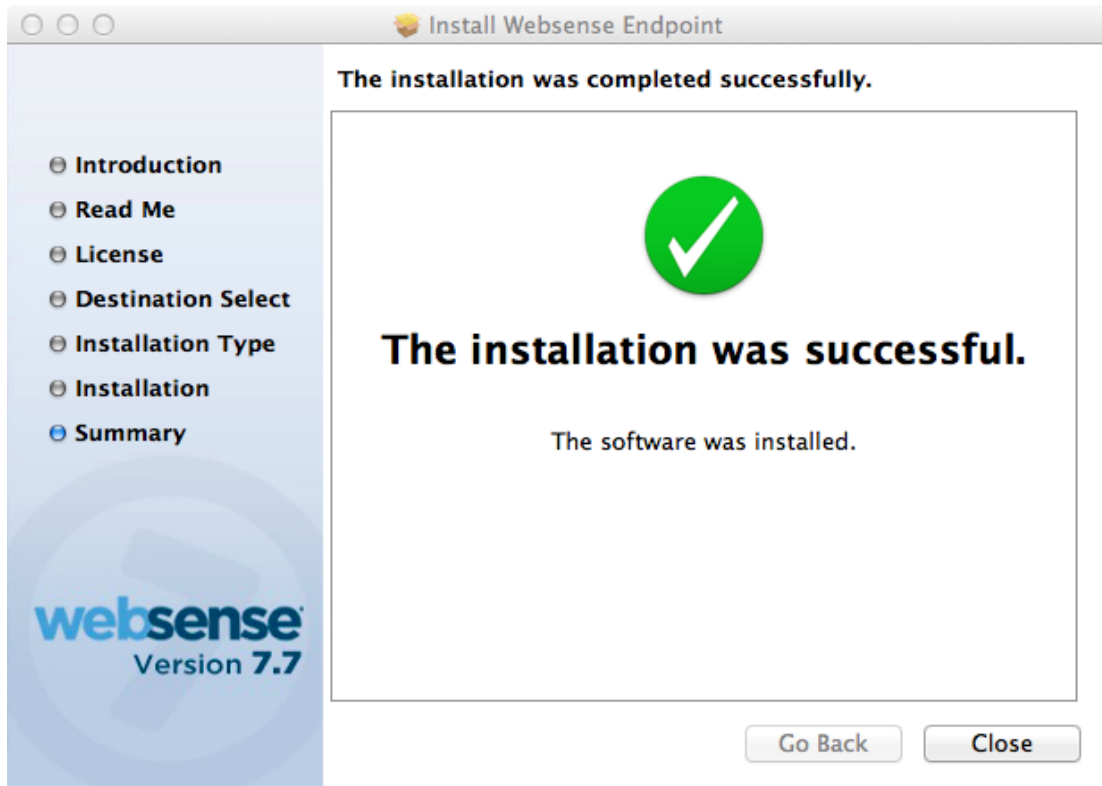 Install Websense Endpoint
The installation was completed successfully.
Introduction
Read Me
License
Destination Select
Installation Type
Installation
Summary
The installation was successful.
The software was installed.
websense
Version 7.7
Go Back
Close